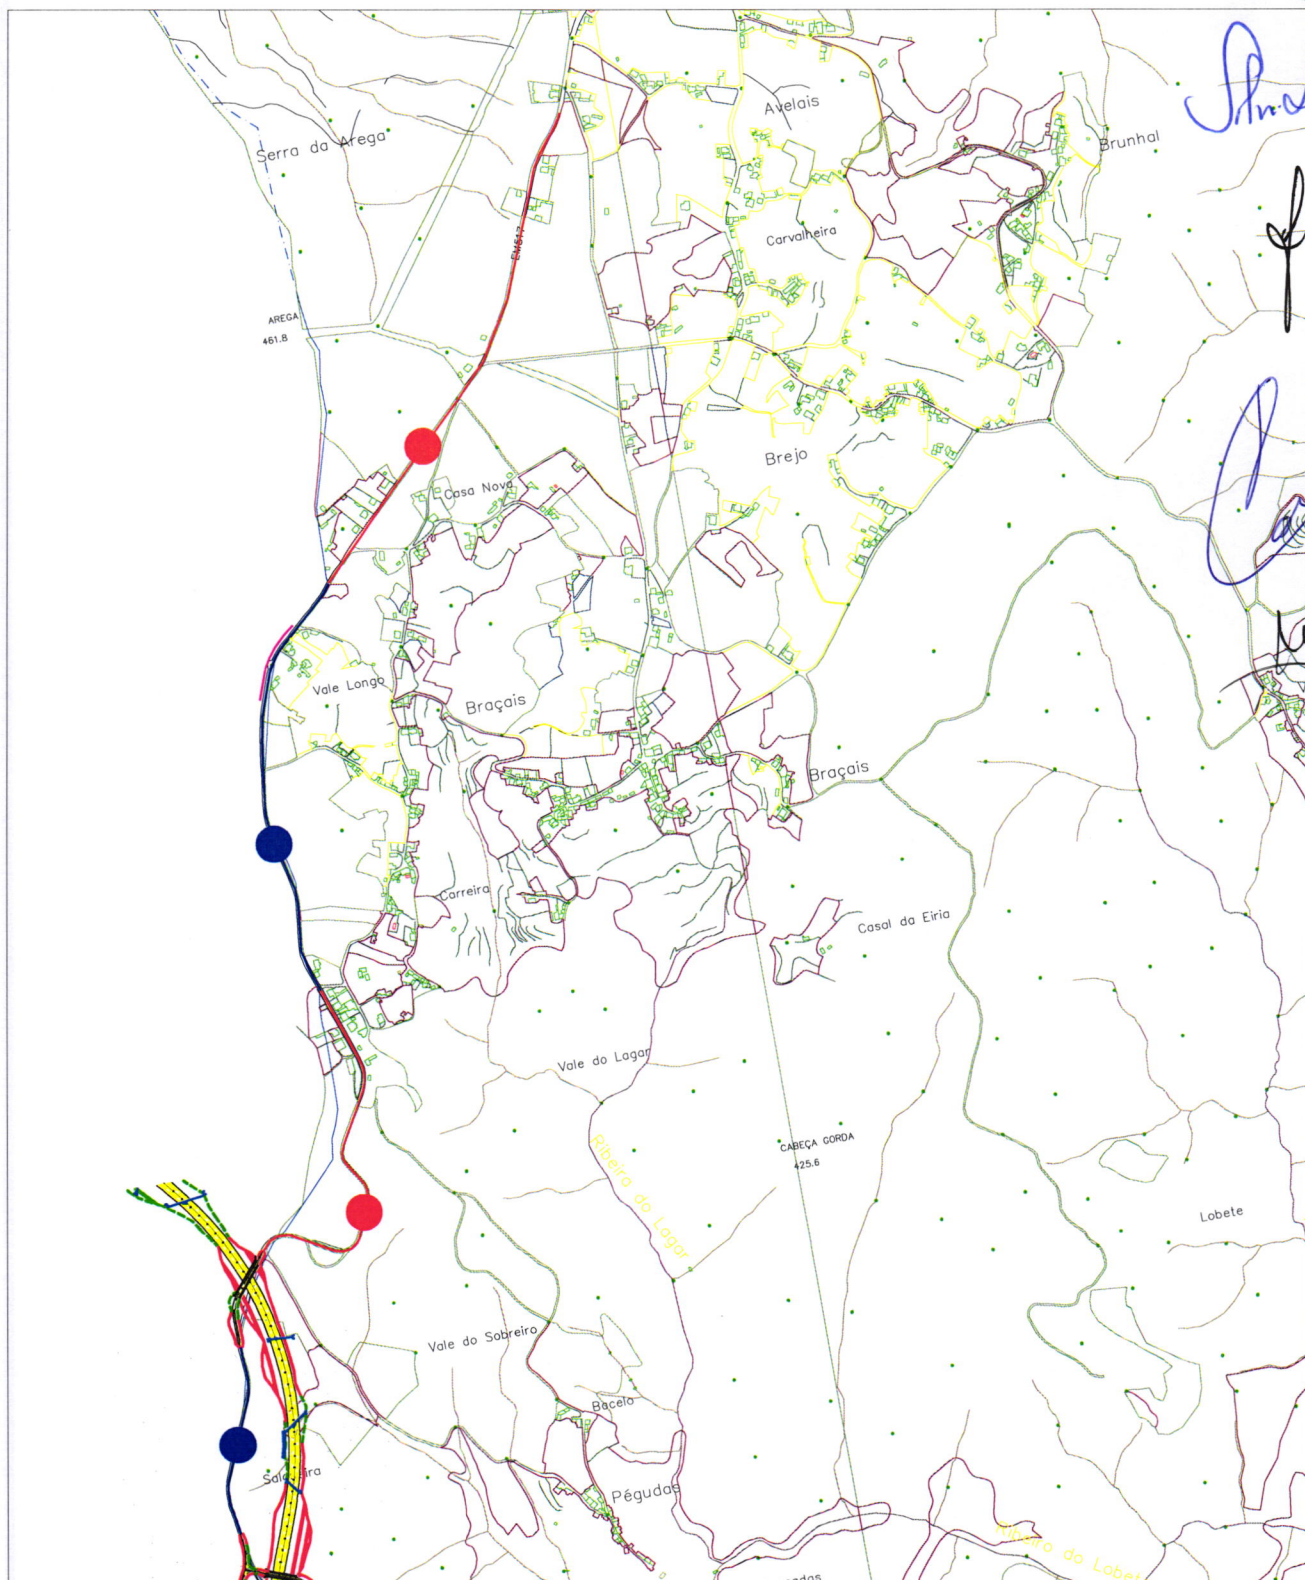 Avelais
Serra da Arega
Brunhal
Carvalheira
EM517
AREGA
461.8
Brejo
Casa Nova
Vale Longo
Braçais
Braçais
Carreira
Casal da Eiria
Vale do Lagar
Ribeira do Lagar
CABEÇA GORDA
425.6
Lobete
Vale do Sobreiro
Bacelo
Pégudas
Ribeiro do Lobet